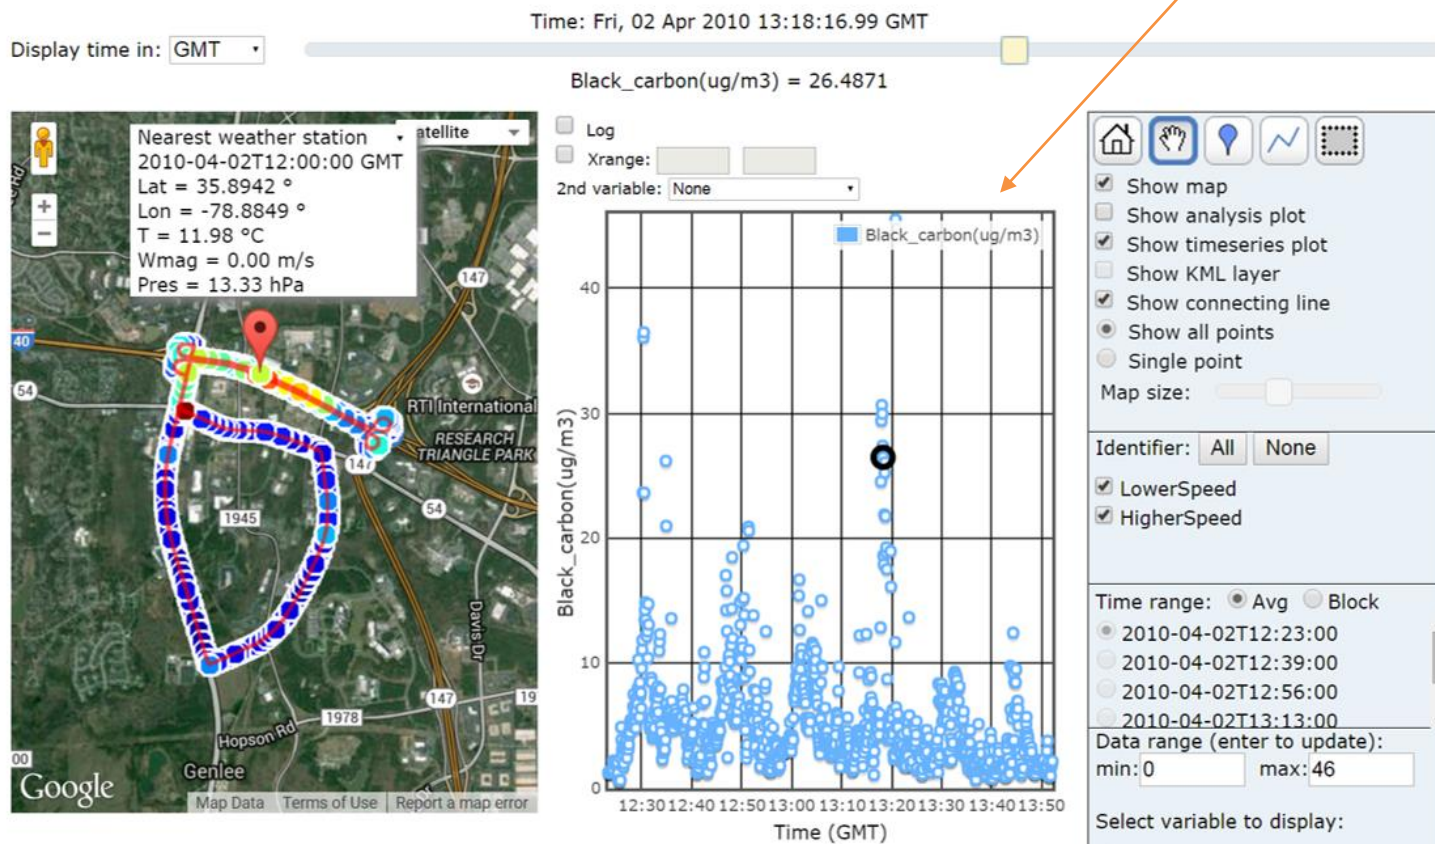 Time: Fri, 02 Apr 2010 13:18:16.99 GMT
Display time in: GMT
Black_carbon(ug/m3) = 26.4871
Nearest weather station
2010-04-02T12:00:00 GMT
Lat = 35.8942 °
Lon = -78.8849 °
T = 11.98 °C
Wmag = 0.00 m/s
Pres = 13.33 hPa
atellite
147
40
54
RTI International
RESEARCH
TRIANGLE PARK
147
54
1945
Davis Dr
147
19
1978
Hopson Rd
00
Genlee
Google
Map Data
Terms of Use
Report a map error
Log
Xrange:
2nd variable: None
Black_carbon(ug/m3)
40
30
20
10
0
Black_carbon(ug/m3)
12:30 12:40 12:50 13:00 13:10 13:20 13:30 13:40 13:50
Time (GMT)
Show map
Show analysis plot
Show timeseries plot
Show KML layer
Show connecting line
Show all points
Single point
Map size:
Identifier: All None
LowerSpeed
HigherSpeed
Time range: Avg Block
2010-04-02T12:23:00
2010-04-02T12:39:00
2010-04-02T12:56:00
2010-04-02T13:13:00
Data range (enter to update):
min: 0 max: 46
Select variable to display: